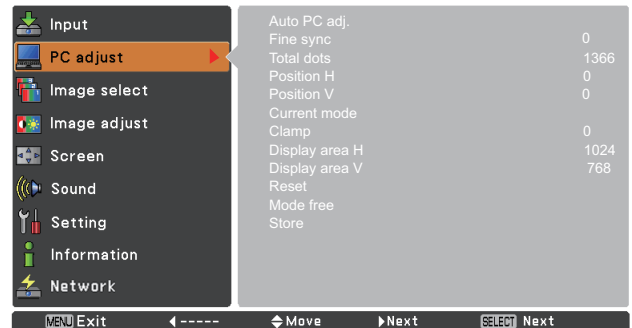 Input
PC adjust
Image select
Image adjust
Screen
Sound
Setting
Information
Network
Auto PC adj.
Fine sync 0
Total dots 1366
Position H 0
Position V 0
Current mode
Clamp 0
Display area H 1024
Display area V 768
Reset
Mode free
Store
MENU Exit ◀ ----- Move ▶Next SELECT Next